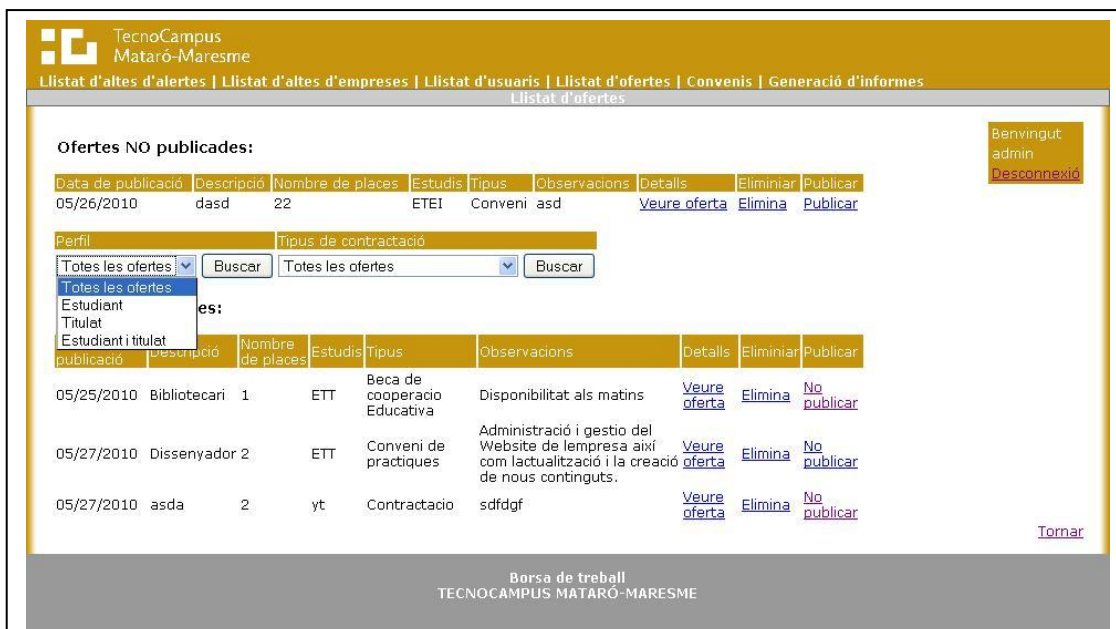 TecnoCampus
Mataró-Maresme
Llistat d'altes d'alertes | Llistat d'altes d'empreses | Llistat d'usuaris | Llistat d'ofertes | Convenis | Generació d'informes
Llistat d'ofertes
Benvingut
admin
Desconnexió
Ofertes NO publicades:
Data de publicació Descripció Nombre de places Estudis Tipus Observacions Detalls Eliminiar Publicar
05/26/2010 dasd 22 ETEI Conveni asd Veure oferta Elimina Publicar
Perfil Tipus de contractació
Totes les ofertes Buscar Totes les ofertes Buscar
Totes les ofertes
Estudiant
es:
Titulat
Estudiant i titulat
publicació Descripció Nombre de places Estudis Tipus Observacions Detalls Eliminiar Publicar
05/25/2010 Bibliotecari 1 ETT Beca de cooperacio Educativa Disponibilitat als matins Veure oferta Elimina No publicar
05/27/2010 Dissenyador 2 ETT Conveni de practiques Administració i gestio del Website de lempresa així com lactualització i la creació de nous continguts. Veure oferta Elimina No publicar
05/27/2010 asda 2 yt Contractacio sdfdgf Veure oferta Elimina No publicar
Tornar
Borsa de treball
TECNOCAMPUS MATARÓ-MARESME